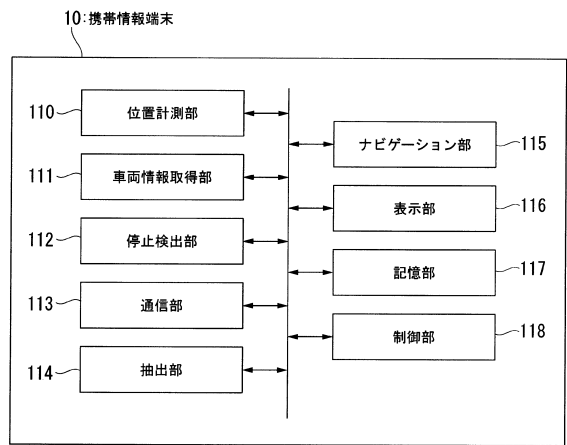 10：携帯情報端末
110 位置計測部
111 車両情報取得部
112 停止検出部
113 通信部
114 抽出部
ナビゲーション部 115
表示部 116
記憶部 117
制御部 118